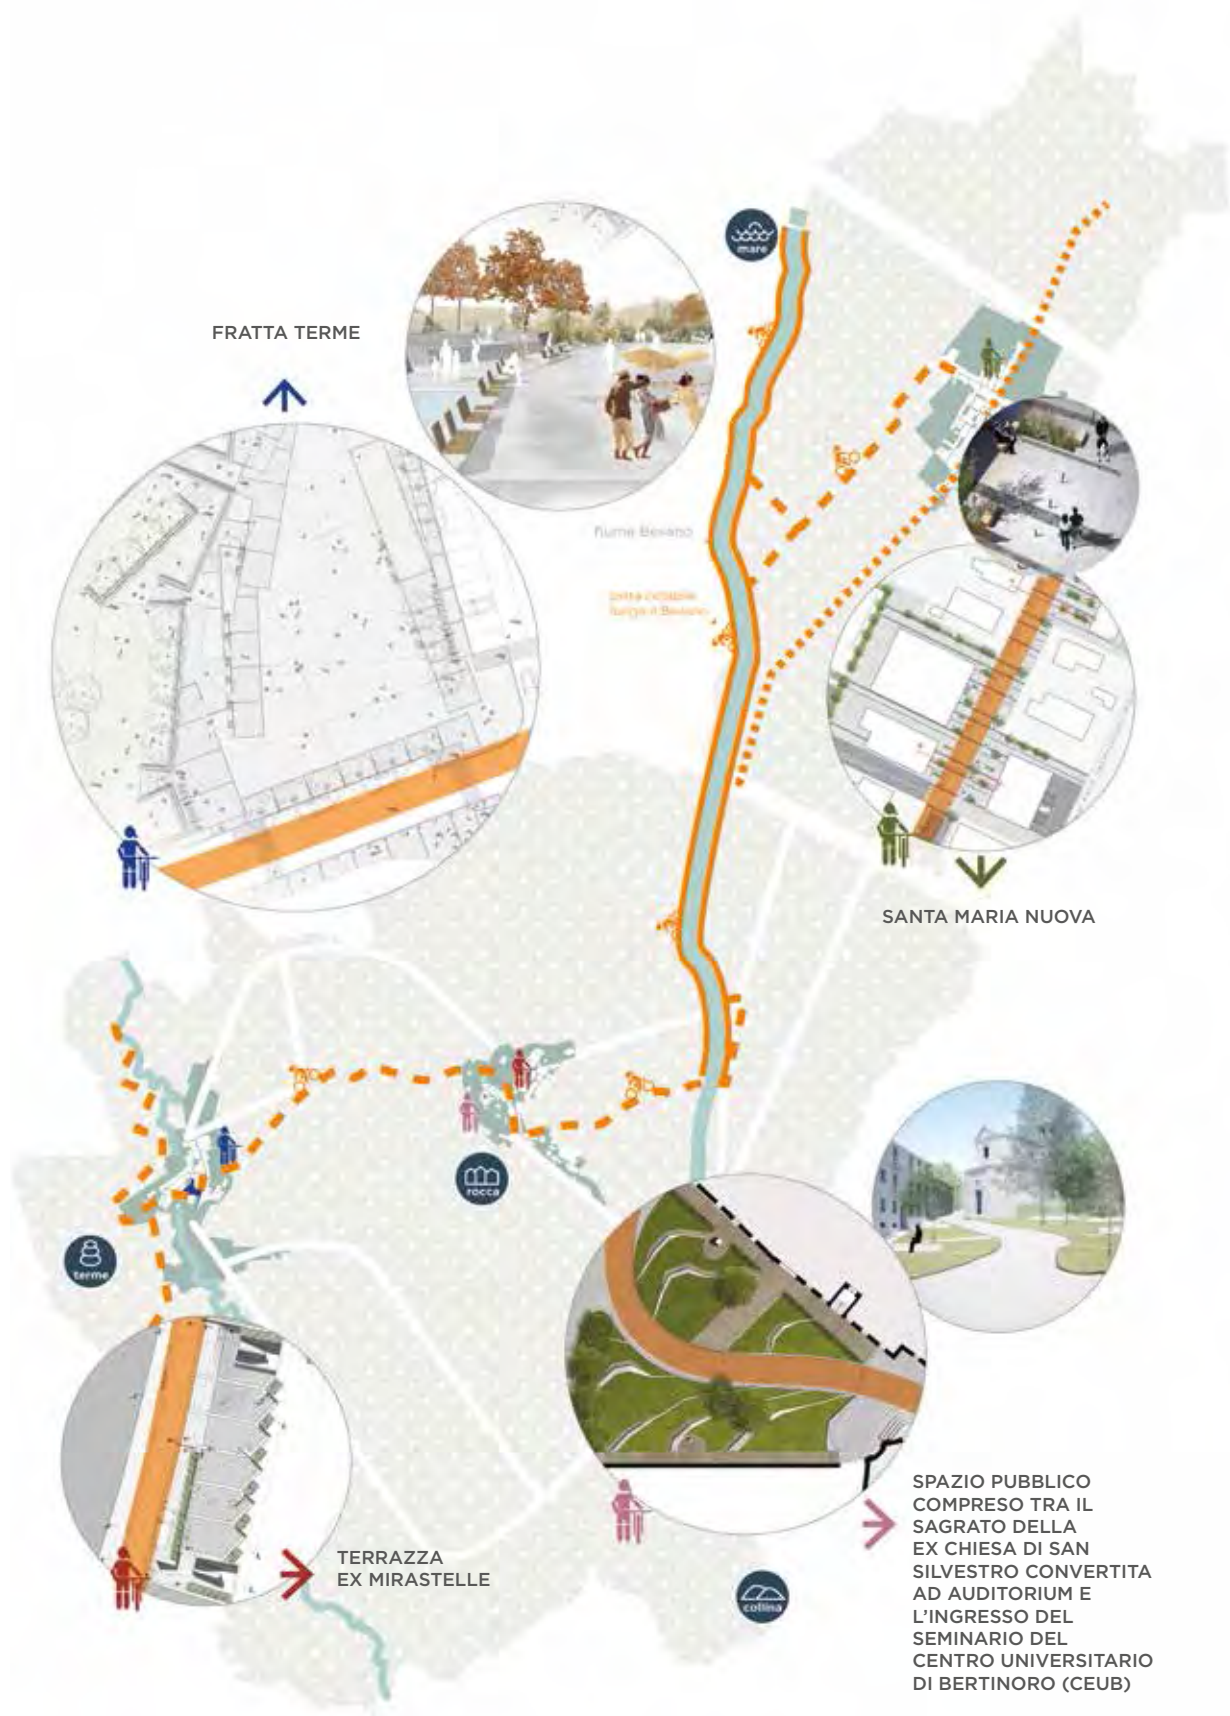 mare
FRATTA TERME
fiume Bevano
pista ciclabile
lungo il Bevano
SANTA MARIA NUOVA
rocca
terme
TERRAZZA
EX MIRASTELLE
collina
SPAZIO PUBBLICO
COMPRESO TRA IL
SAGRATO DELLA
EX CHIESA DI SAN
SILVESTRO CONVERTITA
AD AUDITORIUM E
L'INGRESSO DEL
SEMINARIO DEL
CENTRO UNIVERSITARIO
DI BERTINORO (CEUB)